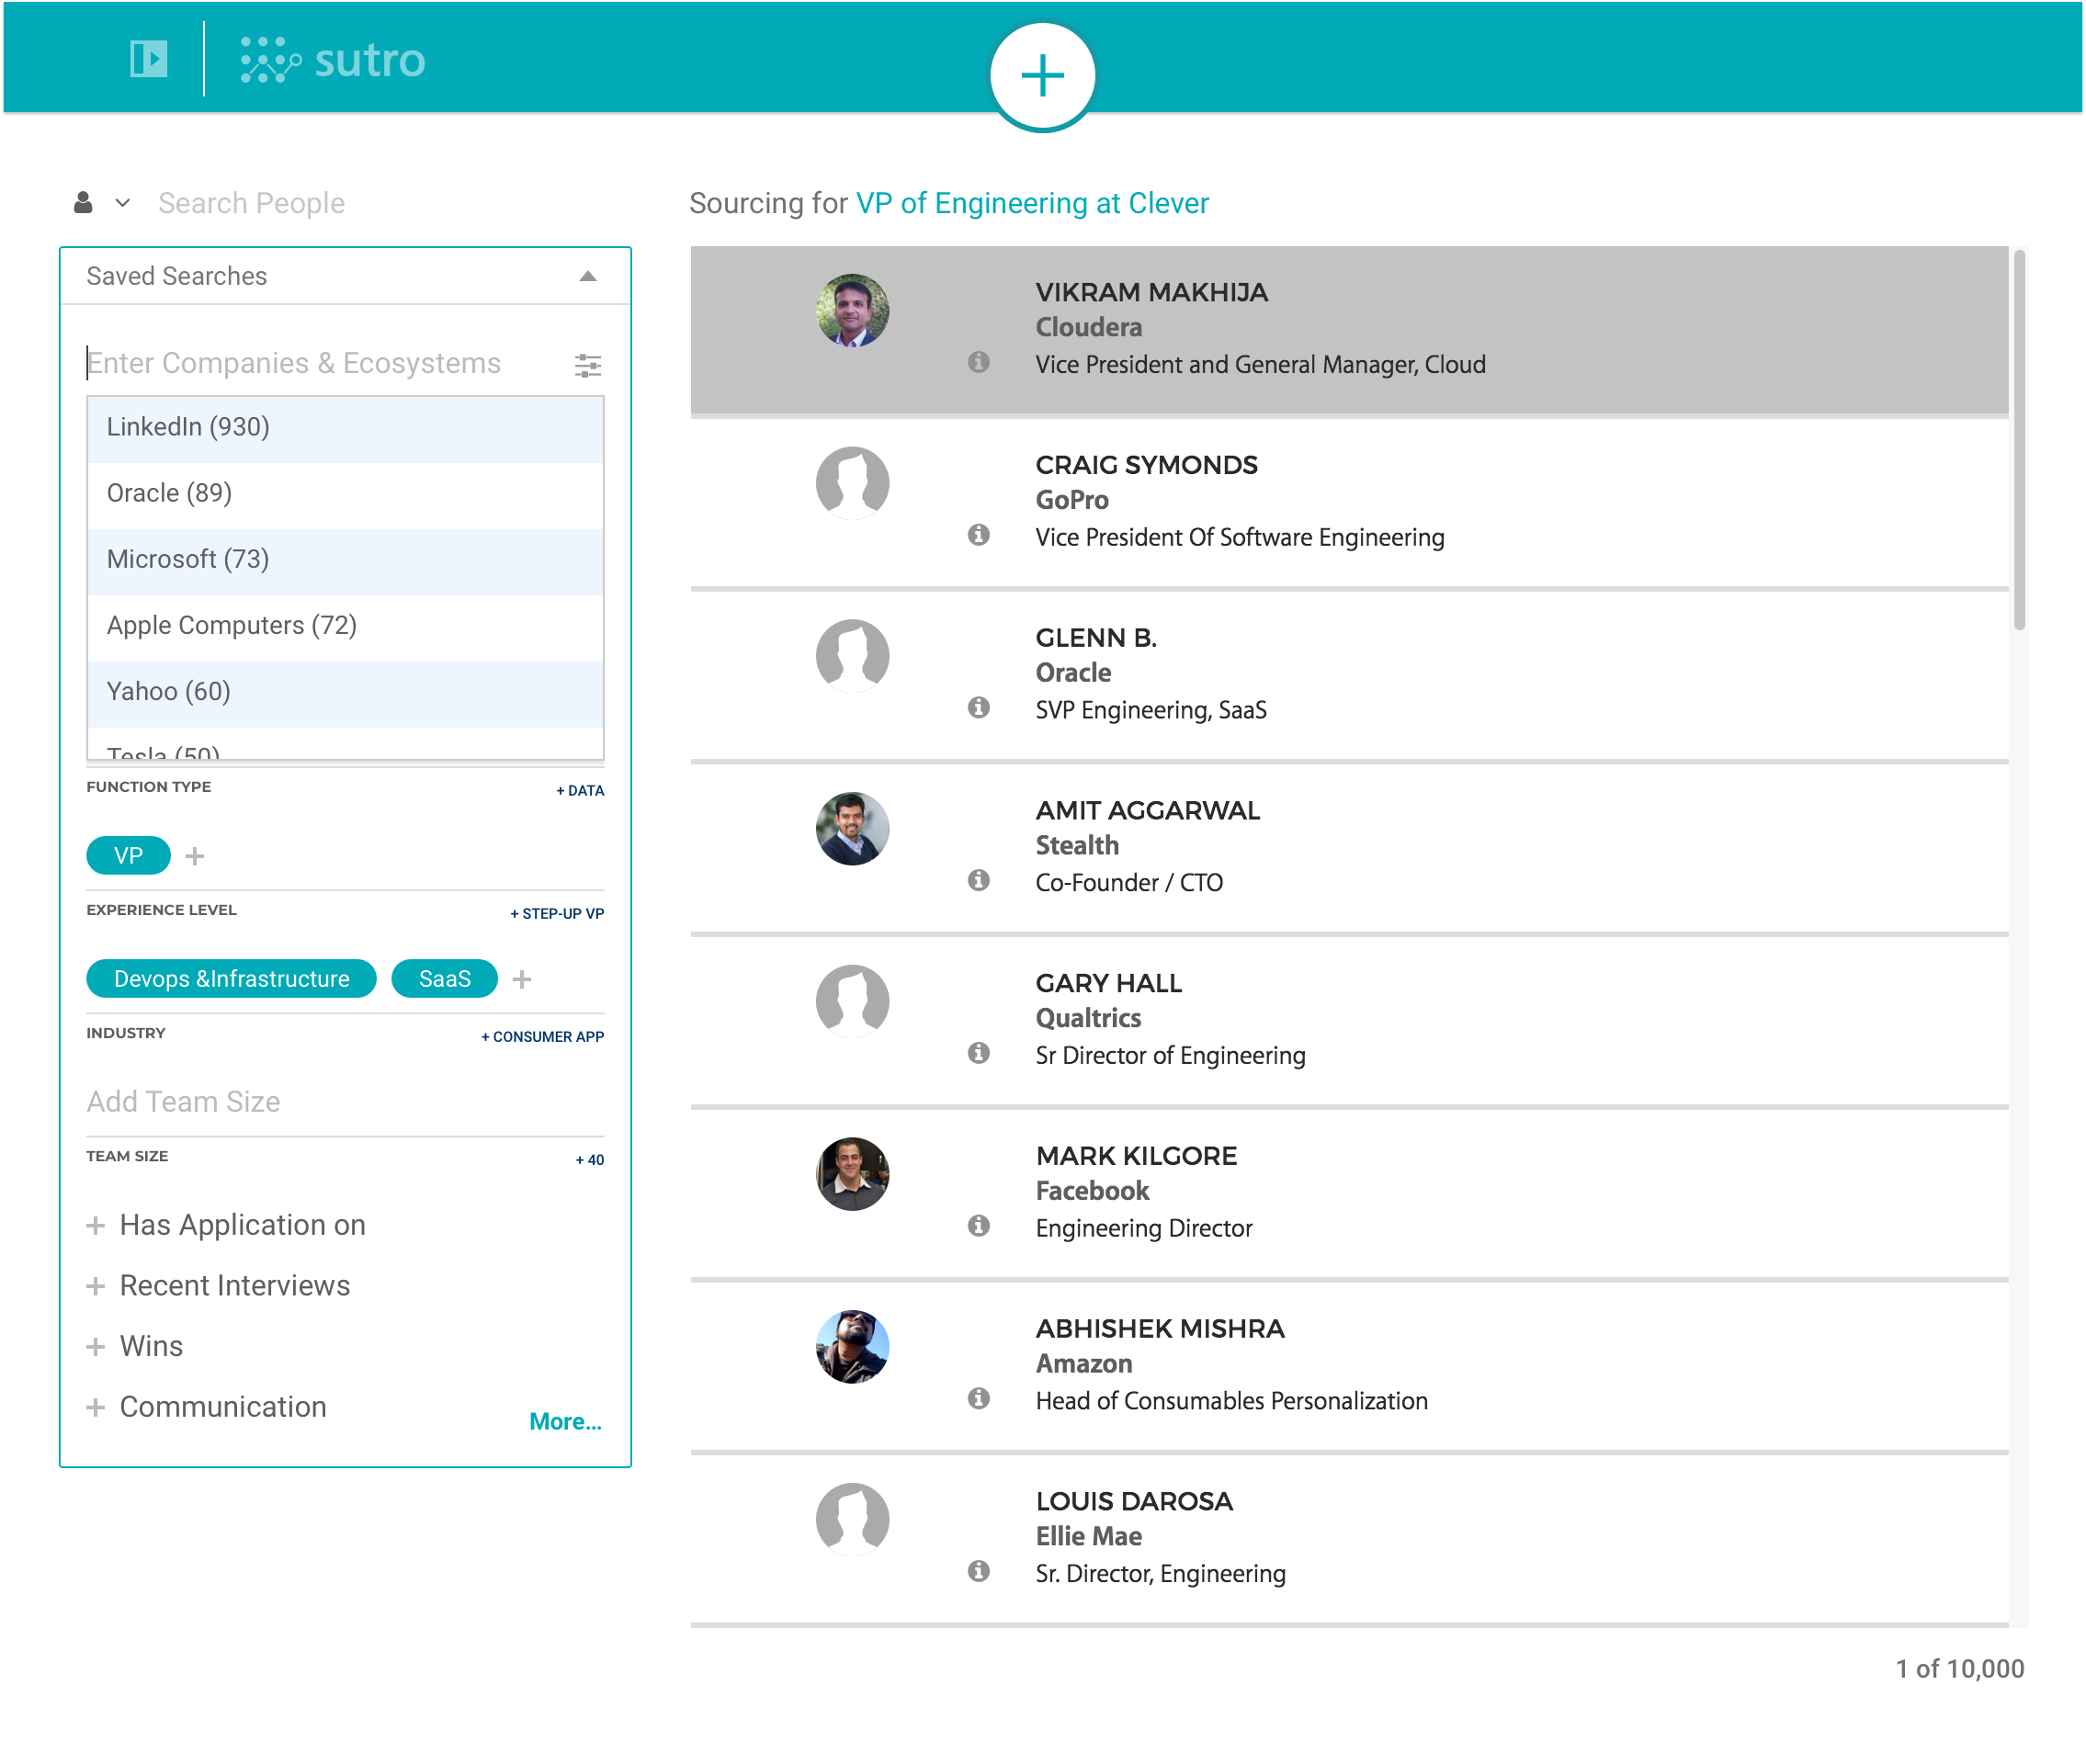 sutro
Search People
Sourcing for VP of Engineering at Clever
Saved Searches
Enter Companies & Ecosystems
LinkedIn (930)
Oracle (89)
Microsoft (73)
Apple Computers (72)
Yahoo (60)
Tesla (50)
FUNCTION TYPE
+ DATA
VP
EXPERIENCE LEVEL
+ STEP-UP VP
Devops &Infrastructure
SaaS
INDUSTRY
+ CONSUMER APP
Add Team Size
TEAM SIZE
+ 40
Has Application on
Recent Interviews
Wins
Communication
More...
VIKRAM MAKHIJA
Cloudera
Vice President and General Manager, Cloud
CRAIG SYMONDS
GoPro
Vice President Of Software Engineering
GLENN B.
Oracle
SVP Engineering, SaaS
AMIT AGGARWAL
Stealth
Co-Founder / CTO
GARY HALL
Qualtrics
Sr Director of Engineering
MARK KILGORE
Facebook
Engineering Director
ABHISHEK MISHRA
Amazon
Head of Consumables Personalization
LOUIS DAROSA
Ellie Mae
Sr. Director, Engineering
1 of 10,000